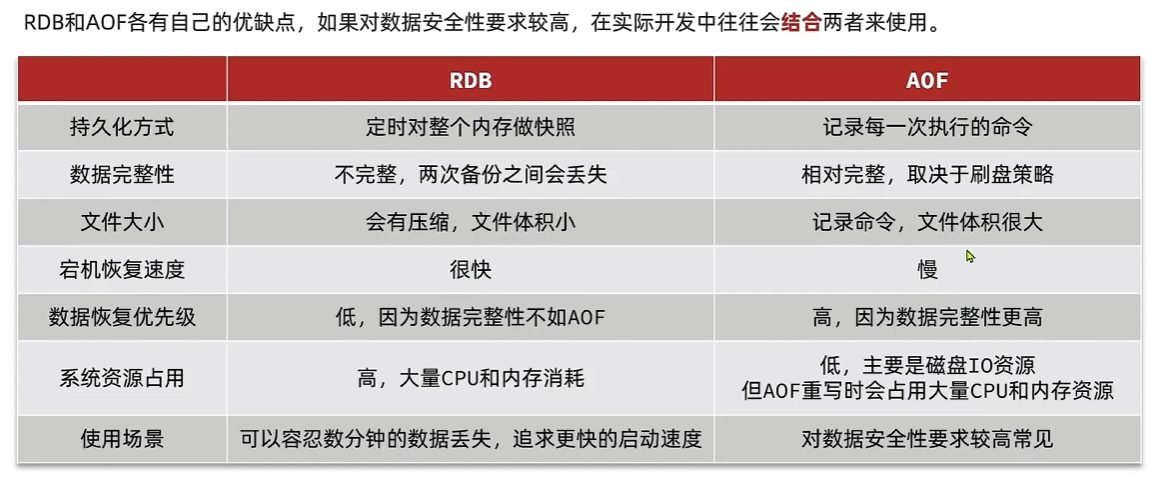 RDB和AOF各有自己的优缺点，如果对数据安全性要求较高，在实际开发中往往会结合两者来使用。
RDB AOF
持久化方式 定时对整个内存做快照 记录每一次执行的命令
数据完整性 不完整，两次备份之间会丢失 相对完整，取决于刷盘策略
文件大小 会有压缩，文件体积小 记录命令，文件体积很大
宕机恢复速度 很快 慢
数据恢复优先级 低，因为数据完整性不如AOF 高，因为数据完整性更高
系统资源占用 高，大量CPU和内存消耗 低，主要是磁盘IO资源
但AOF重写时会占用大量CPU和内存资源
使用场景 可以容忍数分钟的数据丢失，追求更快的启动速度 对数据安全性要求较高常见